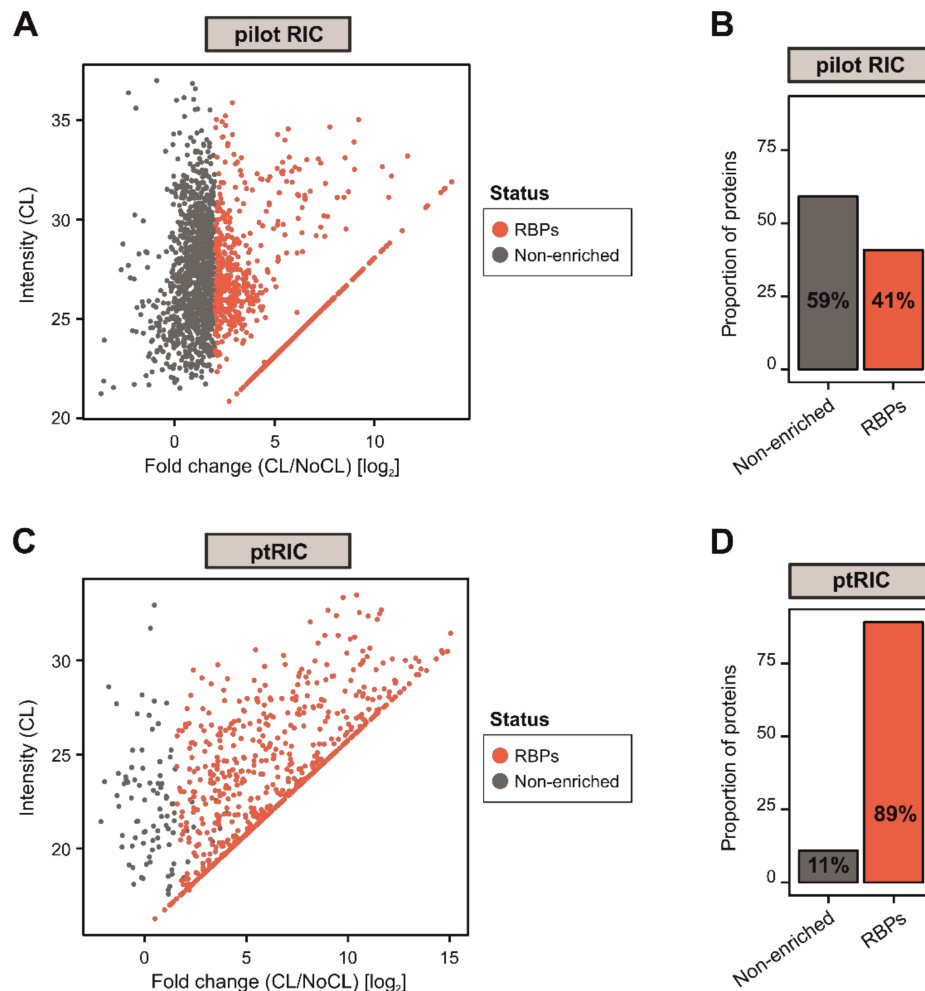 A
pilot RIC
35
30
25
20
Intensity (CL)
0
5
10
Fold change (CL/NoCL) [log₂]
Status
RBPs
Non-enriched
B
pilot RIC
75
50
25
0
Proportion of proteins
59%
41%
Non-enriched
RBPs
C
ptRIC
30
25
20
Intensity (CL)
0
5
10
15
Fold change (CL/NoCL) [log₂]
Status
RBPs
Non-enriched
D
ptRIC
75
50
25
0
Proportion of proteins
11%
89%
Non-enriched
RBPs